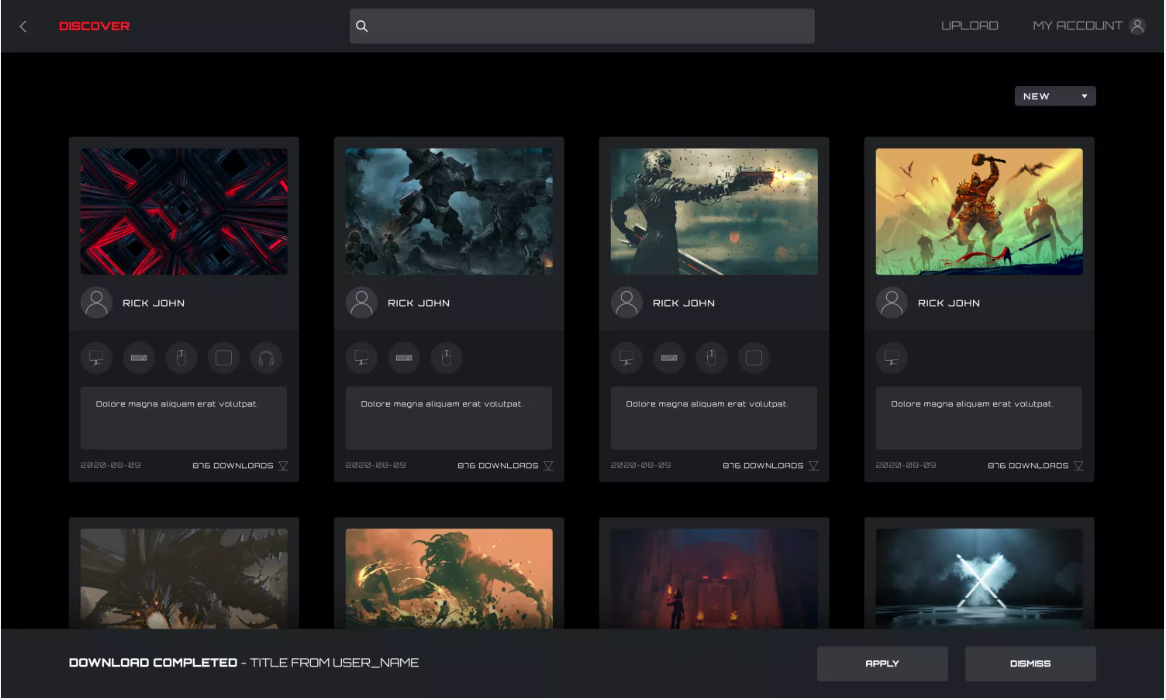 DISCOVER
UPLOAD
MY ACCOUNT
NEW
RICK JOHN
RICK JOHN
RICK JOHN
RICK JOHN
Dolore magna aliquam erat volutpat.
Dolore magna aliquam erat volutpat.
Dolore magna aliquam erat volutpat.
Dolore magna aliquam erat volutpat.
2020-08-09 876 DOWNLOADS
2020-08-09 876 DOWNLOADS
2020-08-09 876 DOWNLOADS
2020-08-09 876 DOWNLOADS
DOWNLOAD COMPLETED - TITLE FROM USER_NAME
APPLY
DISMISS